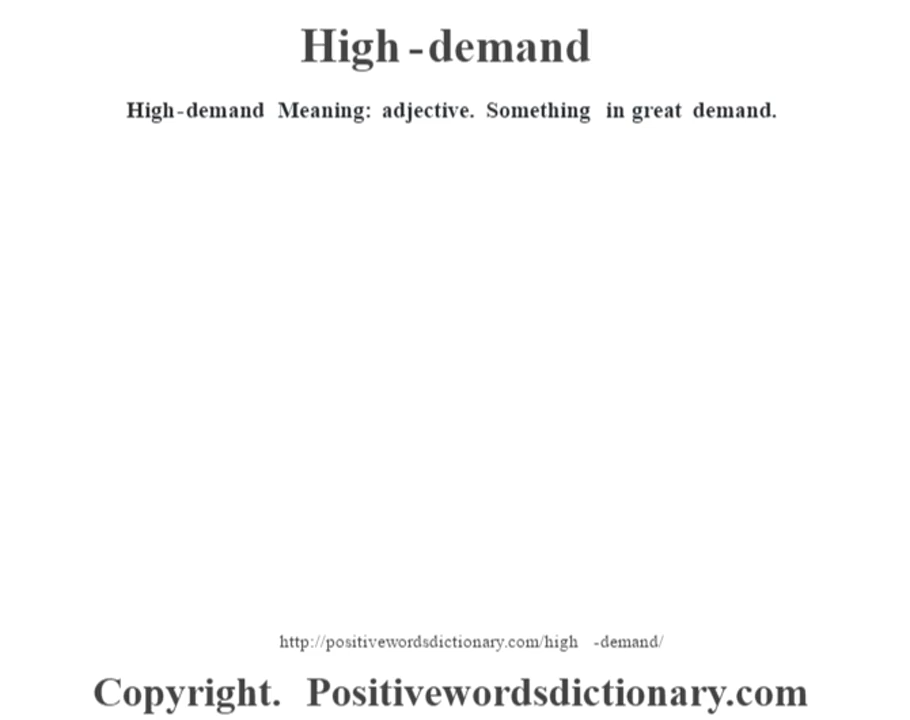 High-demand
High-demand Meaning: adjective. Something in great demand.
http://positivewordsdictionary.com/high -demand/
Copyright. Positivewordsdictionary.com